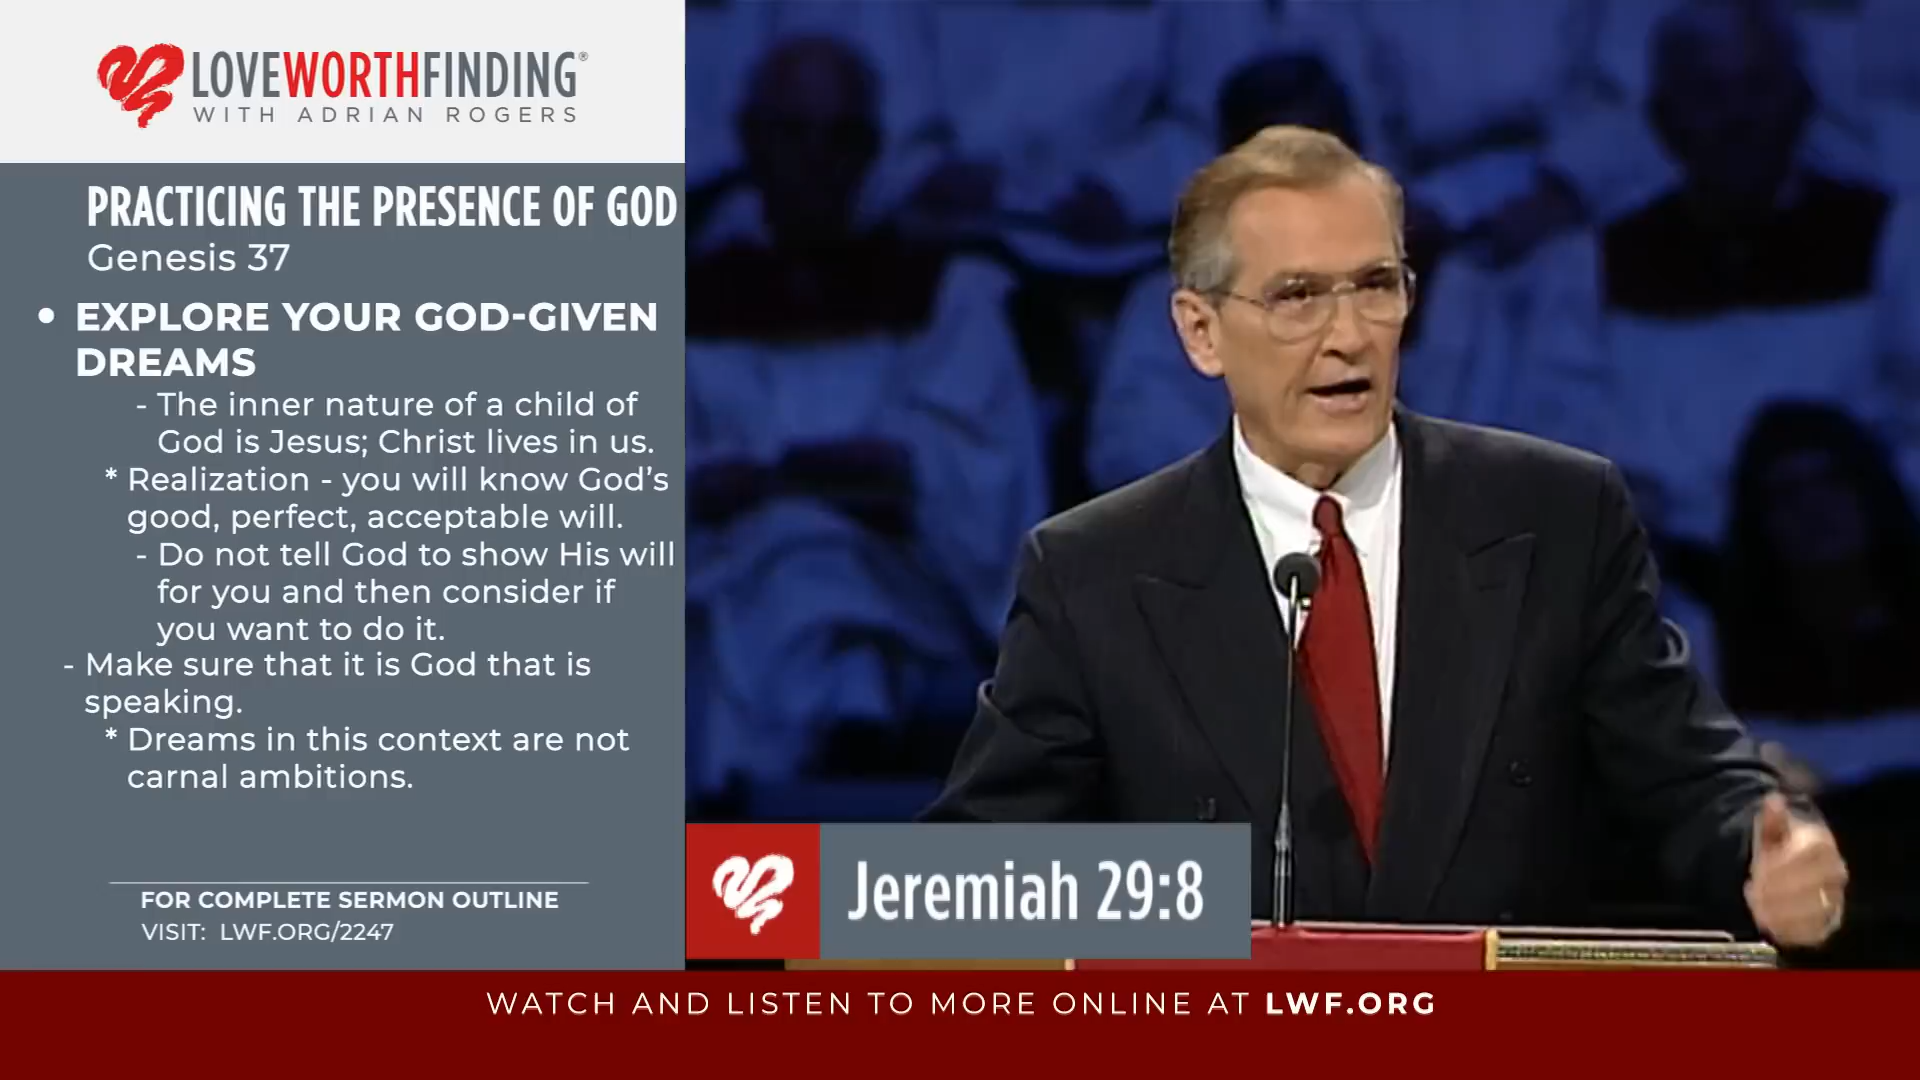 LOVEWORTHFINDING®
WITH ADRIAN ROGERS
PRACTICING THE PRESENCE OF GOD
Genesis 37
• EXPLORE YOUR GOD-GIVEN
DREAMS
- The inner nature of a child of
God is Jesus; Christ lives in us.
* Realization - you will know God’s
good, perfect, acceptable will.
- Do not tell God to show His will
for you and then consider if
you want to do it.
- Make sure that it is God that is
speaking.
* Dreams in this context are not
carnal ambitions.
FOR COMPLETE SERMON OUTLINE
VISIT: LWF.ORG/2247
Jeremiah 29:8
WATCH AND LISTEN TO MORE ONLINE AT LWF.ORG